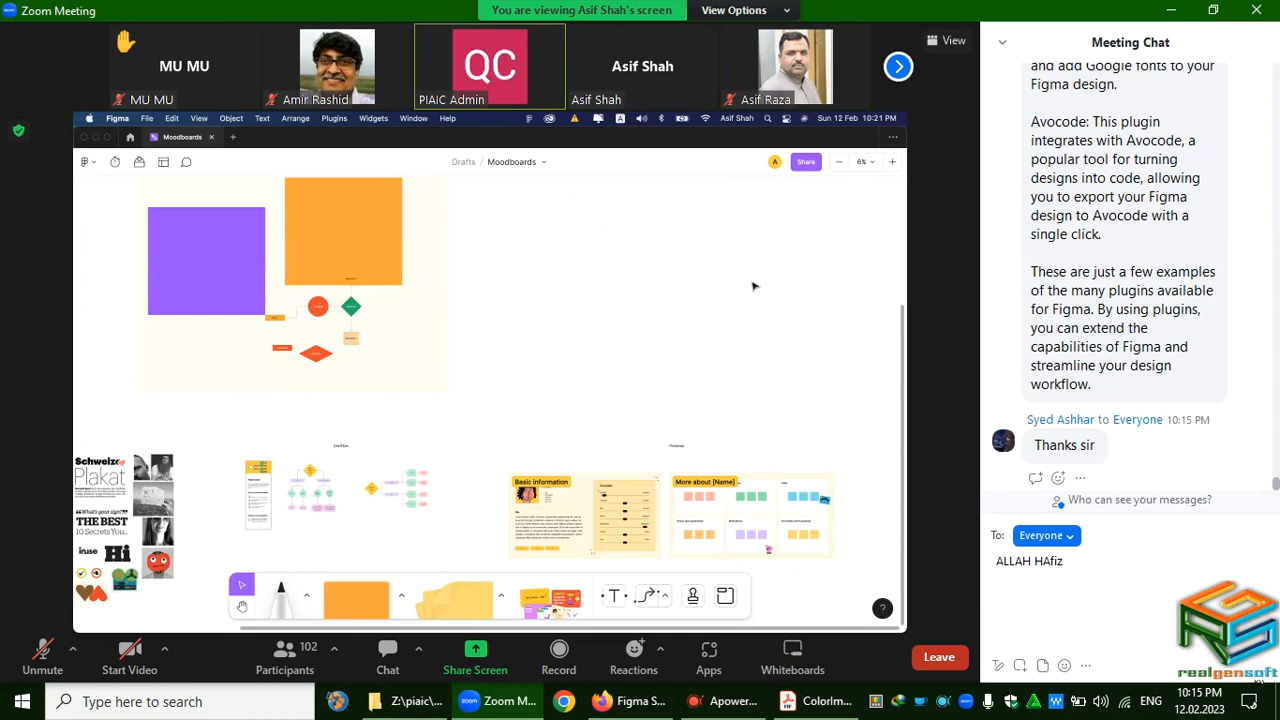 Zoom Meeting
You are viewing Asif Shah's screen
View Options
MU MU
MU MU
Amir Rashid
QC
PIAIC Admin
Asif Shah
Asif Shah
Asif Raza
View
Meeting Chat
Figma File Edit View Object Text Arrange Plugins Widgets Window Help
Asif Shah
Sun 12 Feb 10:21 PM
Moodboards
Drafts / Moodboards
A
Share
6%
Schweizer
Plakat
"What's your sign?"
THE BEST
10 Secrets You...
iruse
Hi
Userflow
Personas
Basic information
More about [Name]
T
?
and add Google fonts to your
Figma design.
Avocode: This plugin
integrates with Avocode, a
popular tool for turning
designs into code, allowing
you to export your Figma
design to Avocode with a
single click.
These are just a few examples
of the many plugins available
for Figma. By using plugins,
you can extend the
capabilities of Figma and
streamline your design
workflow.
Syed Ashhar to Everyone 10:15 PM
Thanks sir
Who can see your messages?
To: Everyone
ALLAH HAfiz
realgensoft
Unmute
Start Video
102
Participants
Chat
Share Screen
Record
Reactions
Apps
Whiteboards
Leave
Type here to search
Z:\piaic\...
Zoom M...
Figma S...
Apower...
ColorIm...
ENG
10:15 PM
12.02.2023